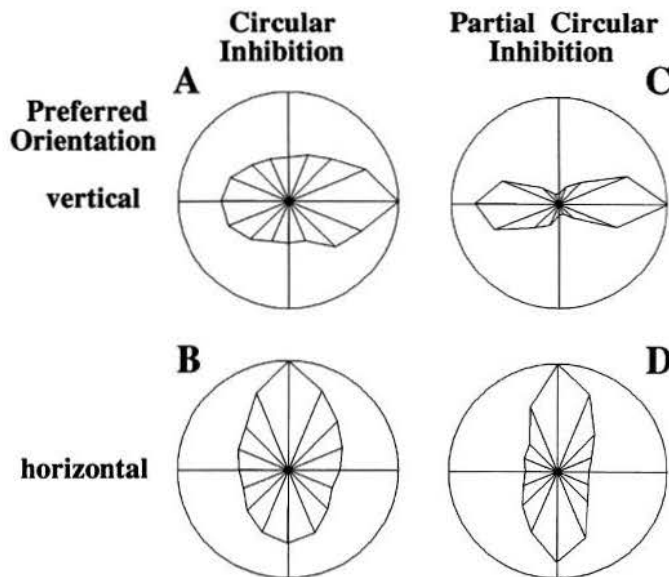 Circular
Inhibition
Partial Circular
Inhibition
A
C
Preferred
Orientation
vertical
B
D
horizontal